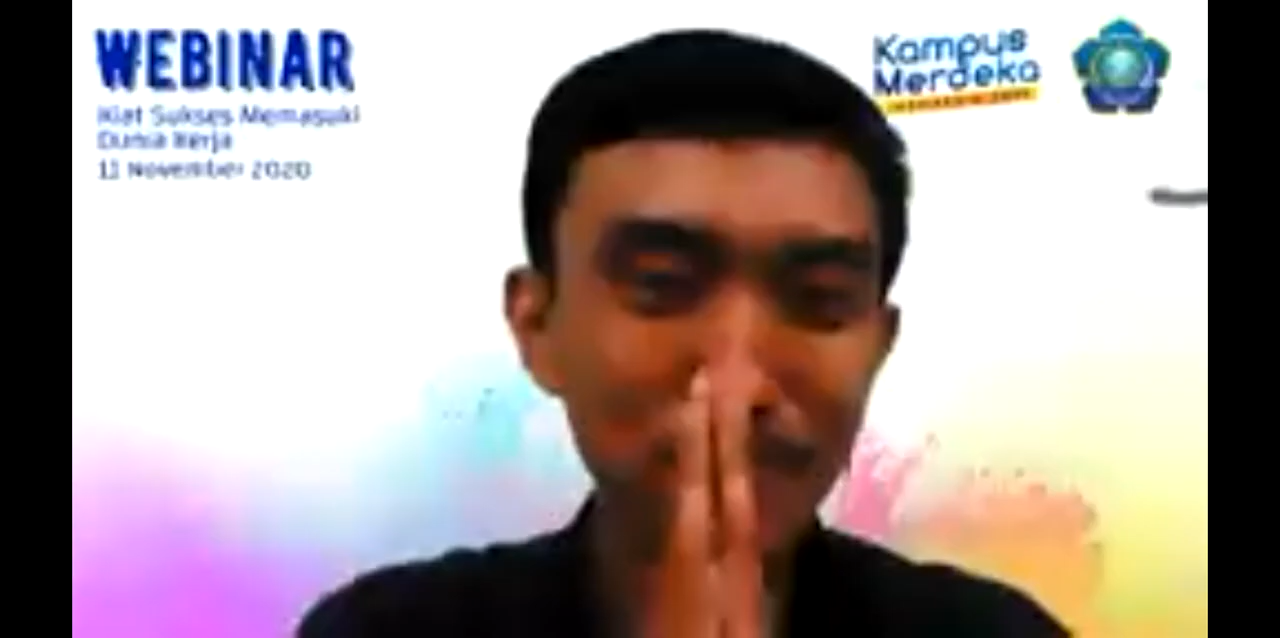 WEBINAR
Kiat Sukses Memasuki
Dunia Kerja
11 November 2020
Kampus
Merdeka